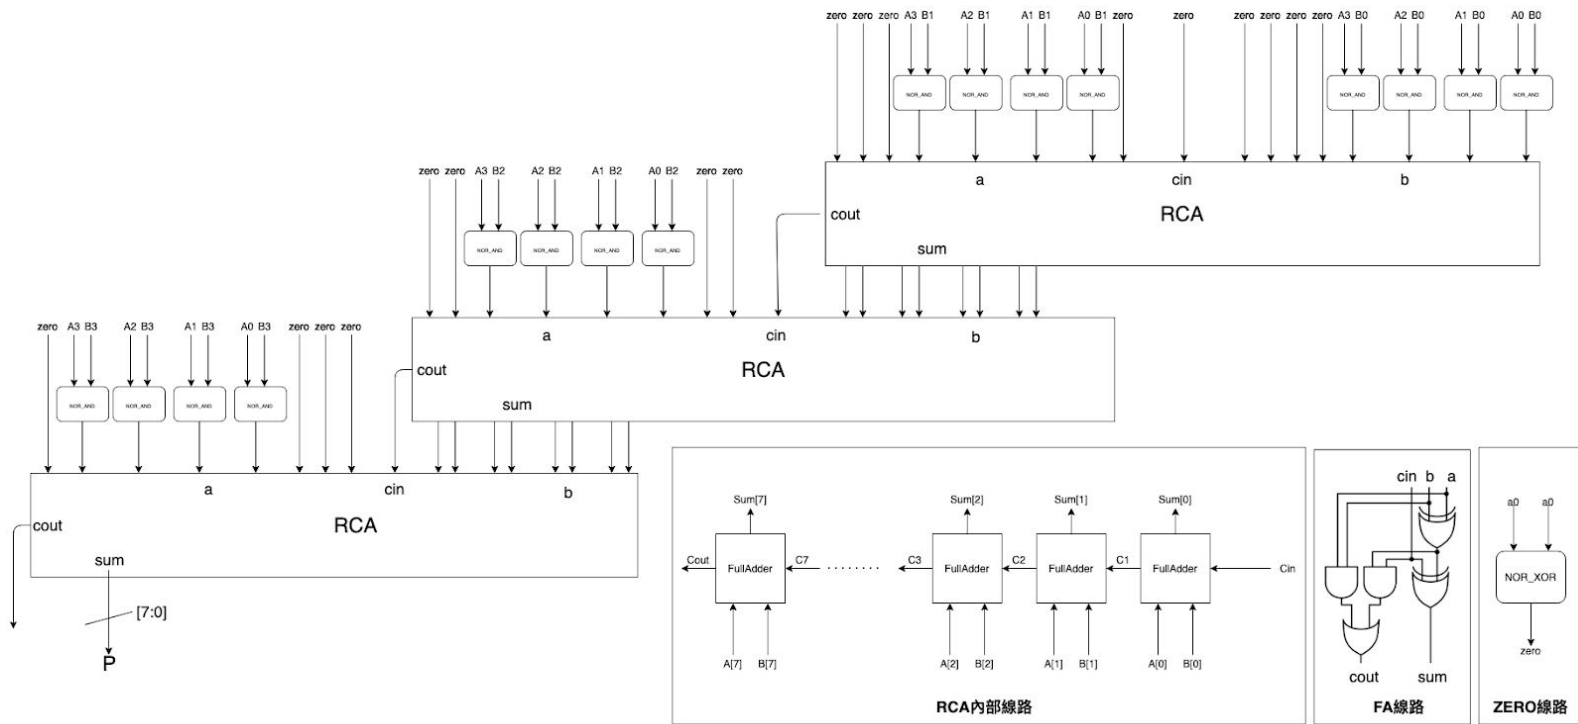 zero zero zero A3 B1 A2 B1 A1 B1 A0 B1 zero zero zero zero zero zero A3 B0 A2 B0 A1 B0 A0 B0
NOR_AND NOR_AND NOR_AND NOR_AND NOR_AND NOR_AND NOR_AND NOR_AND
a cin b
cout RCA
sum
zero zero A3 B2 A2 B2 A1 B2 A0 B2 zero zero
NOR_AND NOR_AND NOR_AND NOR_AND
a cin b
cout RCA
sum
zero A3 B3 A2 B3 A1 B3 A0 B3 zero zero zero
NOR_AND NOR_AND NOR_AND NOR_AND
a cin b
cout RCA
sum
[7:0]
P
Sum[7] Sum[2] Sum[1] Sum[0]
Cout FullAdder C7 ........ C3 FullAdder C2 FullAdder C1 FullAdder Cin
A[7] B[7] A[2] B[2] A[1] B[1] A[0] B[0]
RCA內部線路
cin b a
cout sum
FA線路
a0 a0
NOR_XOR
zero
ZERO線路